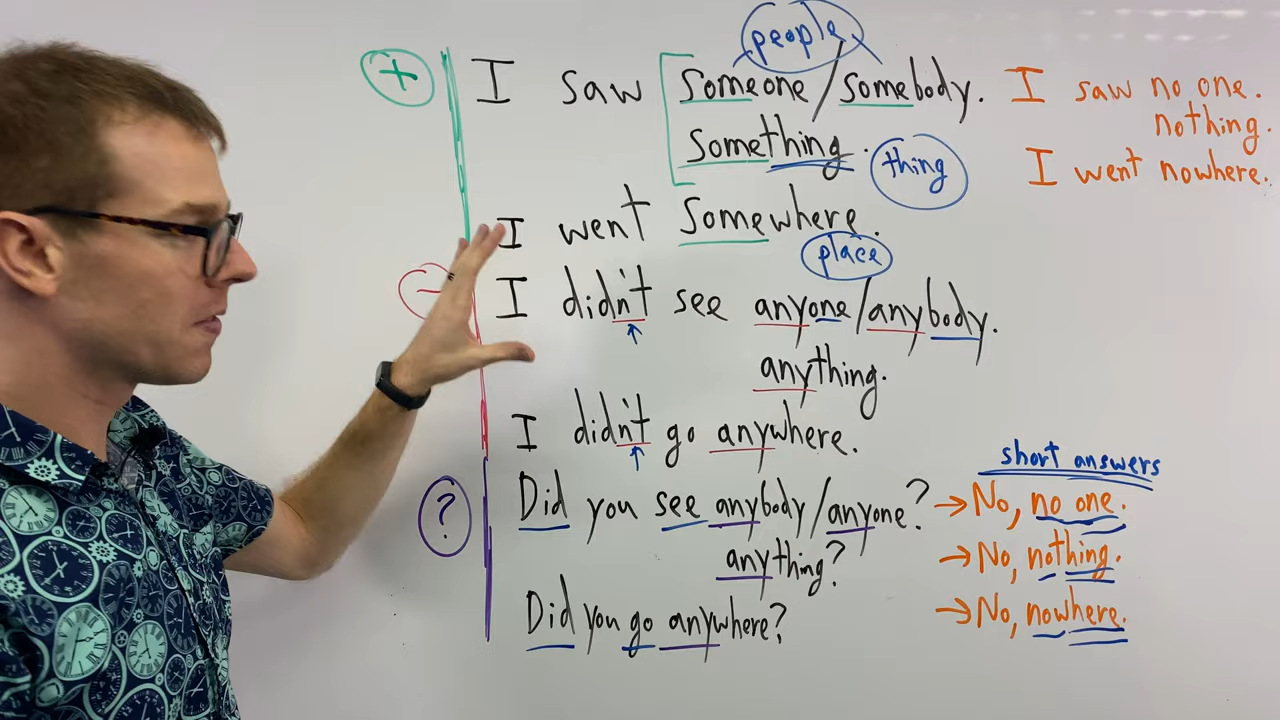 people
+ I saw someone/somebody. I saw no one.
nothing.
something. thing
I went nowhere.
I went somewhere.
place
- I didn't see anyone/anybody.
anything.
I didn't go anywhere.
short answers
? Did you see anybody/anyone? → No, no one.
anything? → No, nothing.
Did you go anywhere? → No, nowhere.